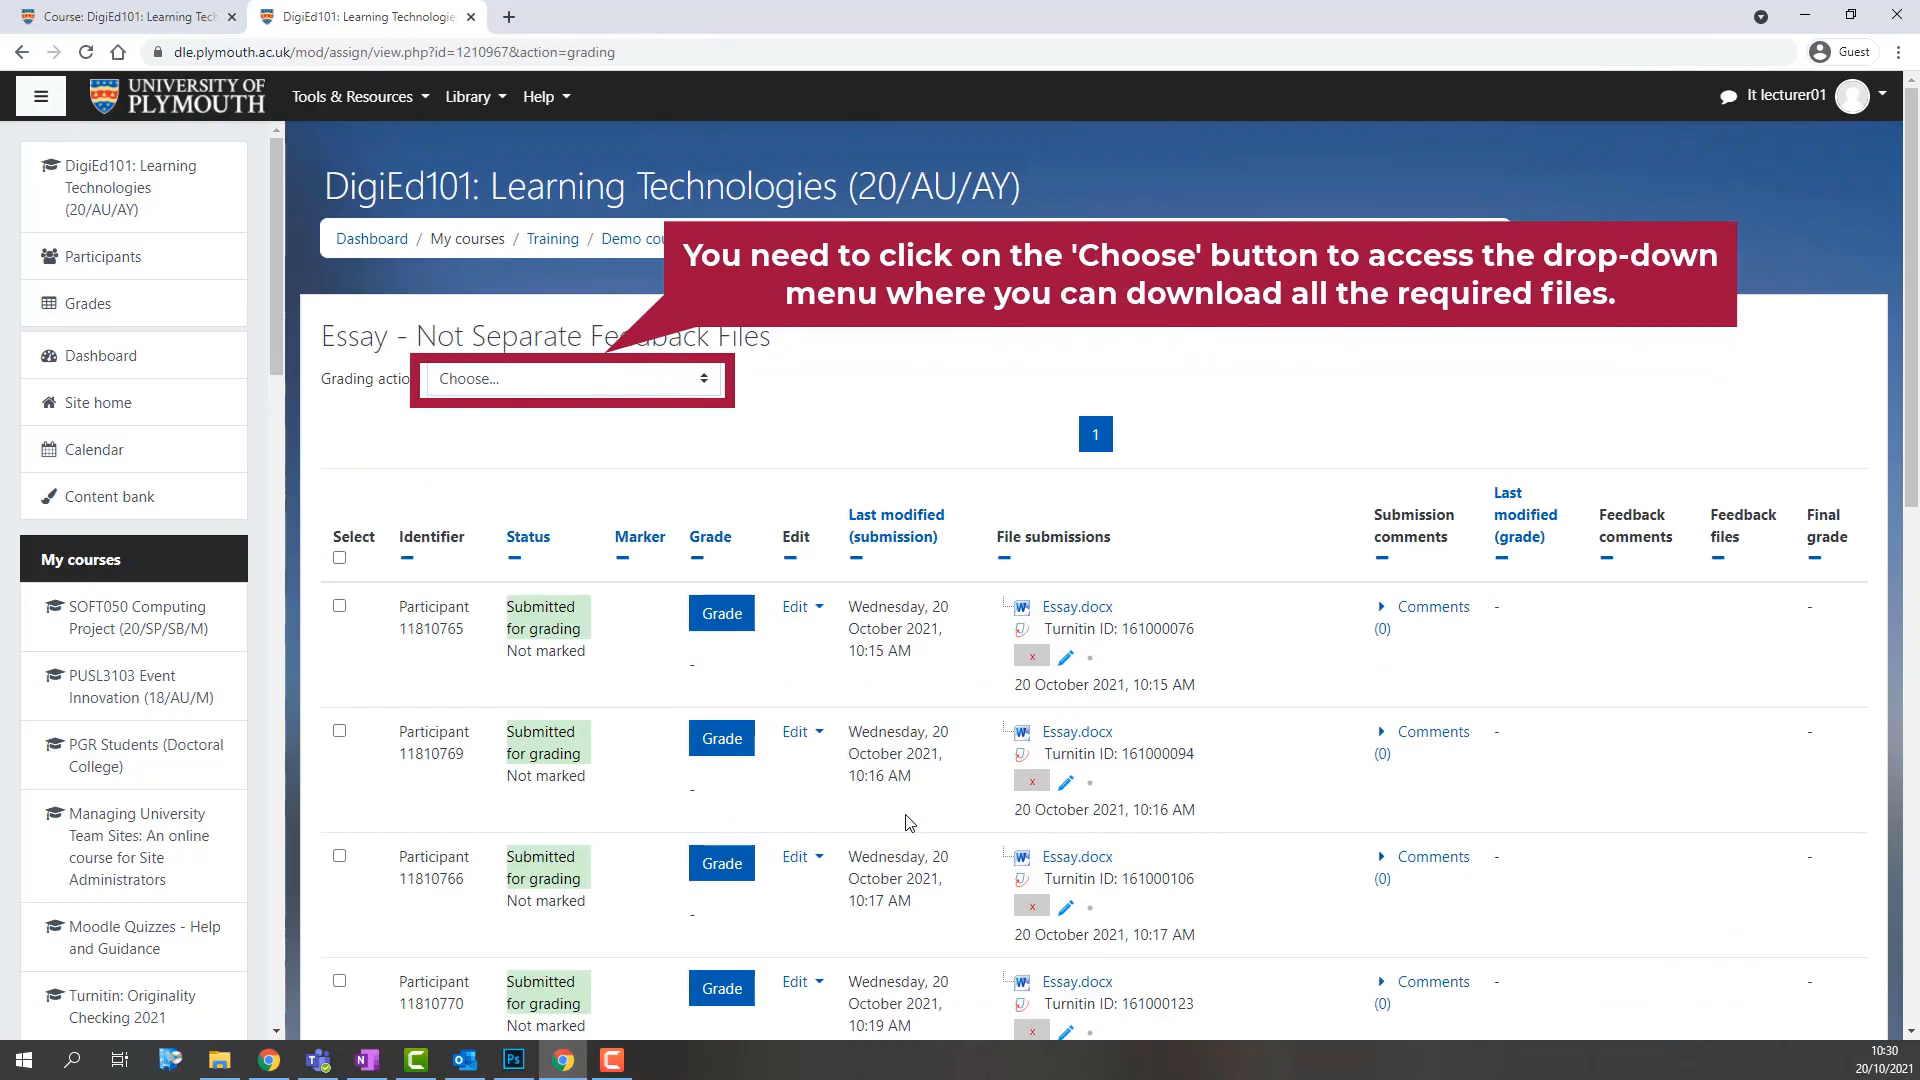 Course: DigiEd101: Learning Tech
DigiEd101: Learning Technologie
dle.plymouth.ac.uk/mod/assign/view.php?id=1210967&action=grading
Guest
UNIVERSITY OF
PLYMOUTH
Tools & Resources
Library
Help
lt lecturer01
DigiEd101: Learning
Technologies
(20/AU/AY)
Participants
Grades
Dashboard
Site home
Calendar
Content bank
My courses
SOFT050 Computing
Project (20/SP/SB/M)
PUSL3103 Event
Innovation (18/AU/M)
PGR Students (Doctoral
College)
Managing University
Team Sites: An online
course for Site
Administrators
Moodle Quizzes - Help
and Guidance
Turnitin: Originality
Checking 2021
DigiEd101: Learning Technologies (20/AU/AY)
Dashboard / My courses / Training / Demo cou
You need to click on the 'Choose' button to access the drop-down
menu where you can download all the required files.
Essay - Not Separate Feedback Files
Grading actio
Choose...
1
Select
Identifier
Status
Marker
Grade
Edit
Last modified
(submission)
File submissions
Submission
comments
Last
modified
(grade)
Feedback
comments
Feedback
files
Final
grade
Participant
11810765
Submitted
for grading
Not marked
Grade
-
Edit
Wednesday, 20
October 2021,
10:15 AM
Essay.docx
Turnitin ID: 161000076
x
20 October 2021, 10:15 AM
Comments
(0)
-
-
Participant
11810769
Submitted
for grading
Not marked
Grade
-
Edit
Wednesday, 20
October 2021,
10:16 AM
Essay.docx
Turnitin ID: 161000094
x
20 October 2021, 10:16 AM
Comments
(0)
-
-
Participant
11810766
Submitted
for grading
Not marked
Grade
-
Edit
Wednesday, 20
October 2021,
10:17 AM
Essay.docx
Turnitin ID: 161000106
x
20 October 2021, 10:17 AM
Comments
(0)
-
-
Participant
11810770
Submitted
for grading
Not marked
Grade
Edit
Wednesday, 20
October 2021,
10:19 AM
Essay.docx
Turnitin ID: 161000123
x
Comments
(0)
-
-
10:30
20/10/2021